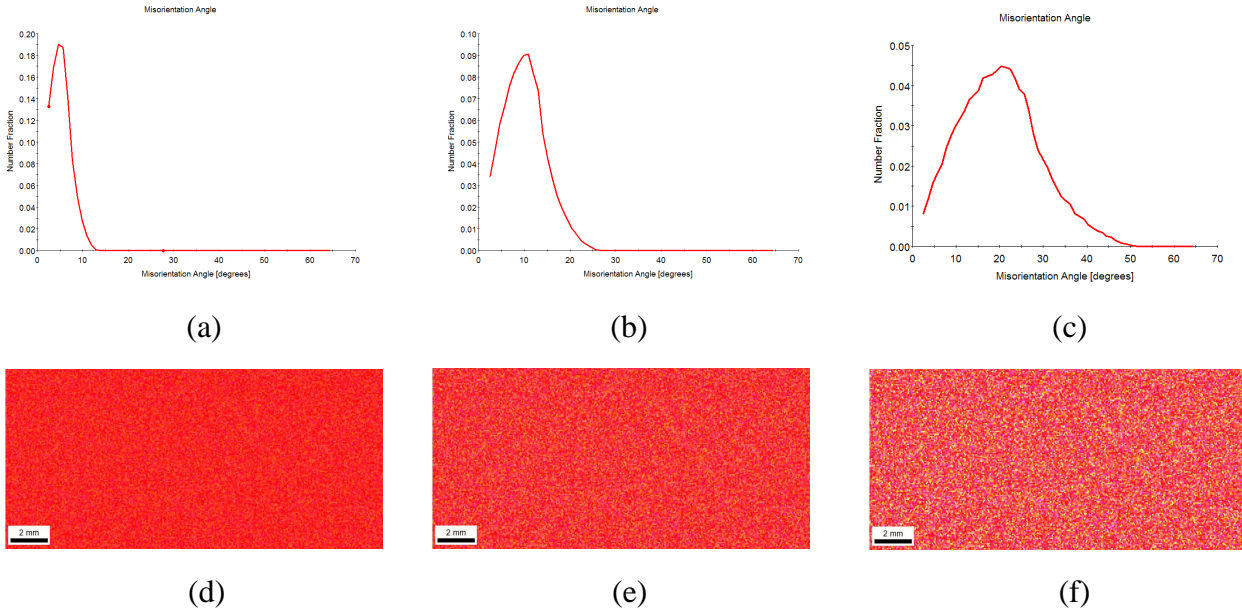 Misorientation Angle
Number Fraction
0.20
0.18
0.16
0.14
0.12
0.10
0.08
0.06
0.04
0.02
0.00
0 10 20 30 40 50 60 70
Misorientation Angle [degrees]
(a)
Misorientation Angle
Number Fraction
0.10
0.09
0.08
0.07
0.06
0.05
0.04
0.03
0.02
0.01
0.00
0 10 20 30 40 50 60 70
Misorientation Angle [degrees]
(b)
Misorientation Angle
Number Fraction
0.05
0.04
0.03
0.02
0.01
0.00
0 10 20 30 40 50 60 70
Misorientation Angle [degrees]
(c)
2 mm
(d)
2 mm
(e)
2 mm
(f)